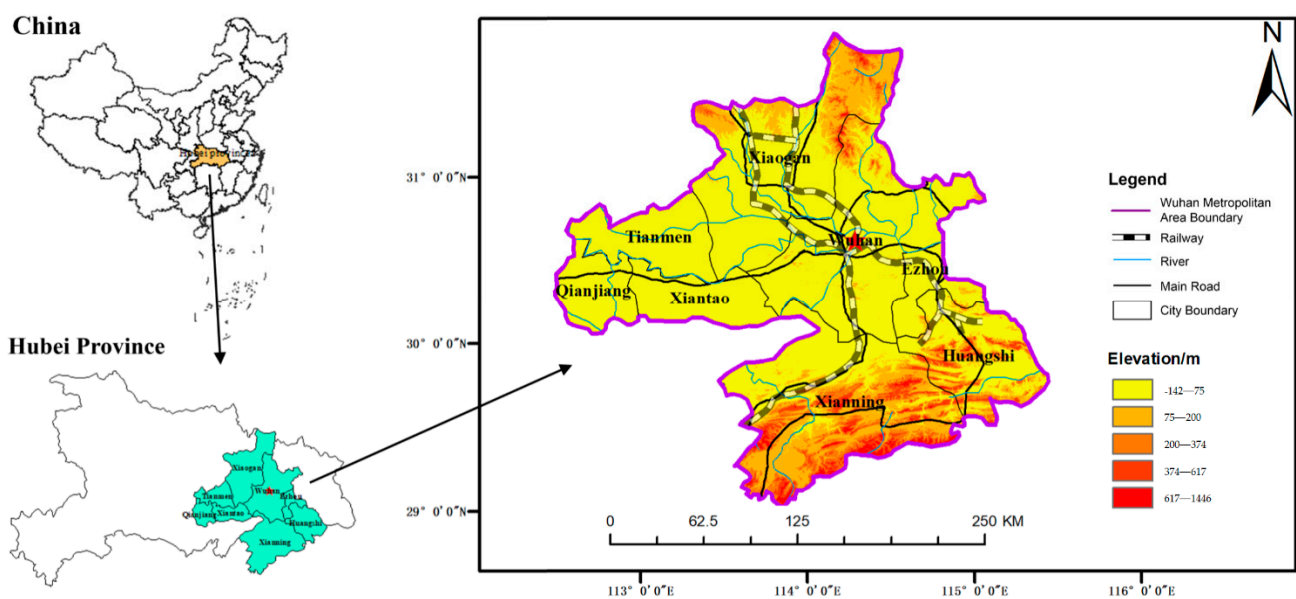 China
Hubei province
Hubei Province
Xiaogan
Tianmen
Wuhan
Ezhou
Qianjiang
Xiantao
Huangshi
Xianning
N
31° 0′0″N
30° 0′0″N
29° 0′0″N
Xiaogan
Tianmen
Wuhan
Ezhou
Qianjiang
Xiantao
Huangshi
Xianning
Legend
Wuhan Metropolitan
Area Boundary
Railway
River
Main Road
City Boundary
Elevation/m
-142—75
75—200
200—374
374—617
617—1446
0 62.5 125 250 KM
113° 0′0″E 114° 0′0″E 115° 0′0″E 116° 0′0″E